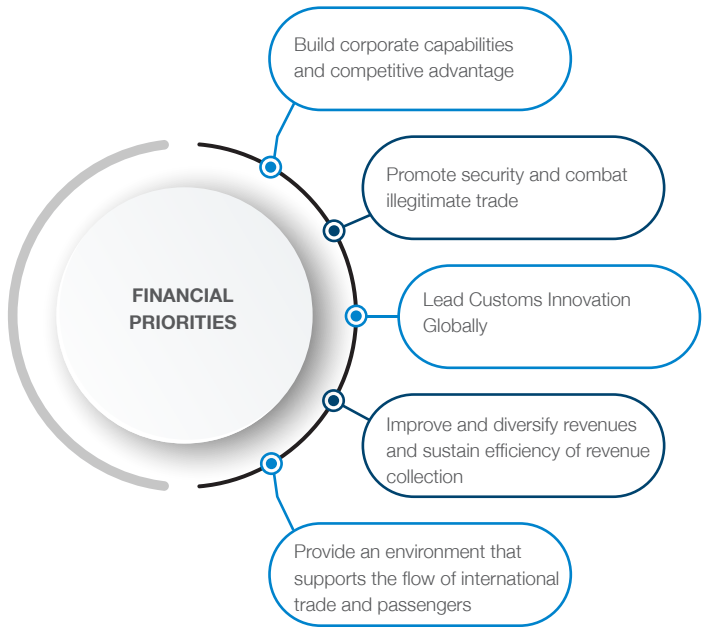 Build corporate capabilities
and competitive advantage
Promote security and combat
illegitimate trade
FINANCIAL
PRIORITIES
Lead Customs Innovation
Globally
Improve and diversify revenues
and sustain efficiency of revenue
collection
Provide an environment that
supports the flow of international
trade and passengers